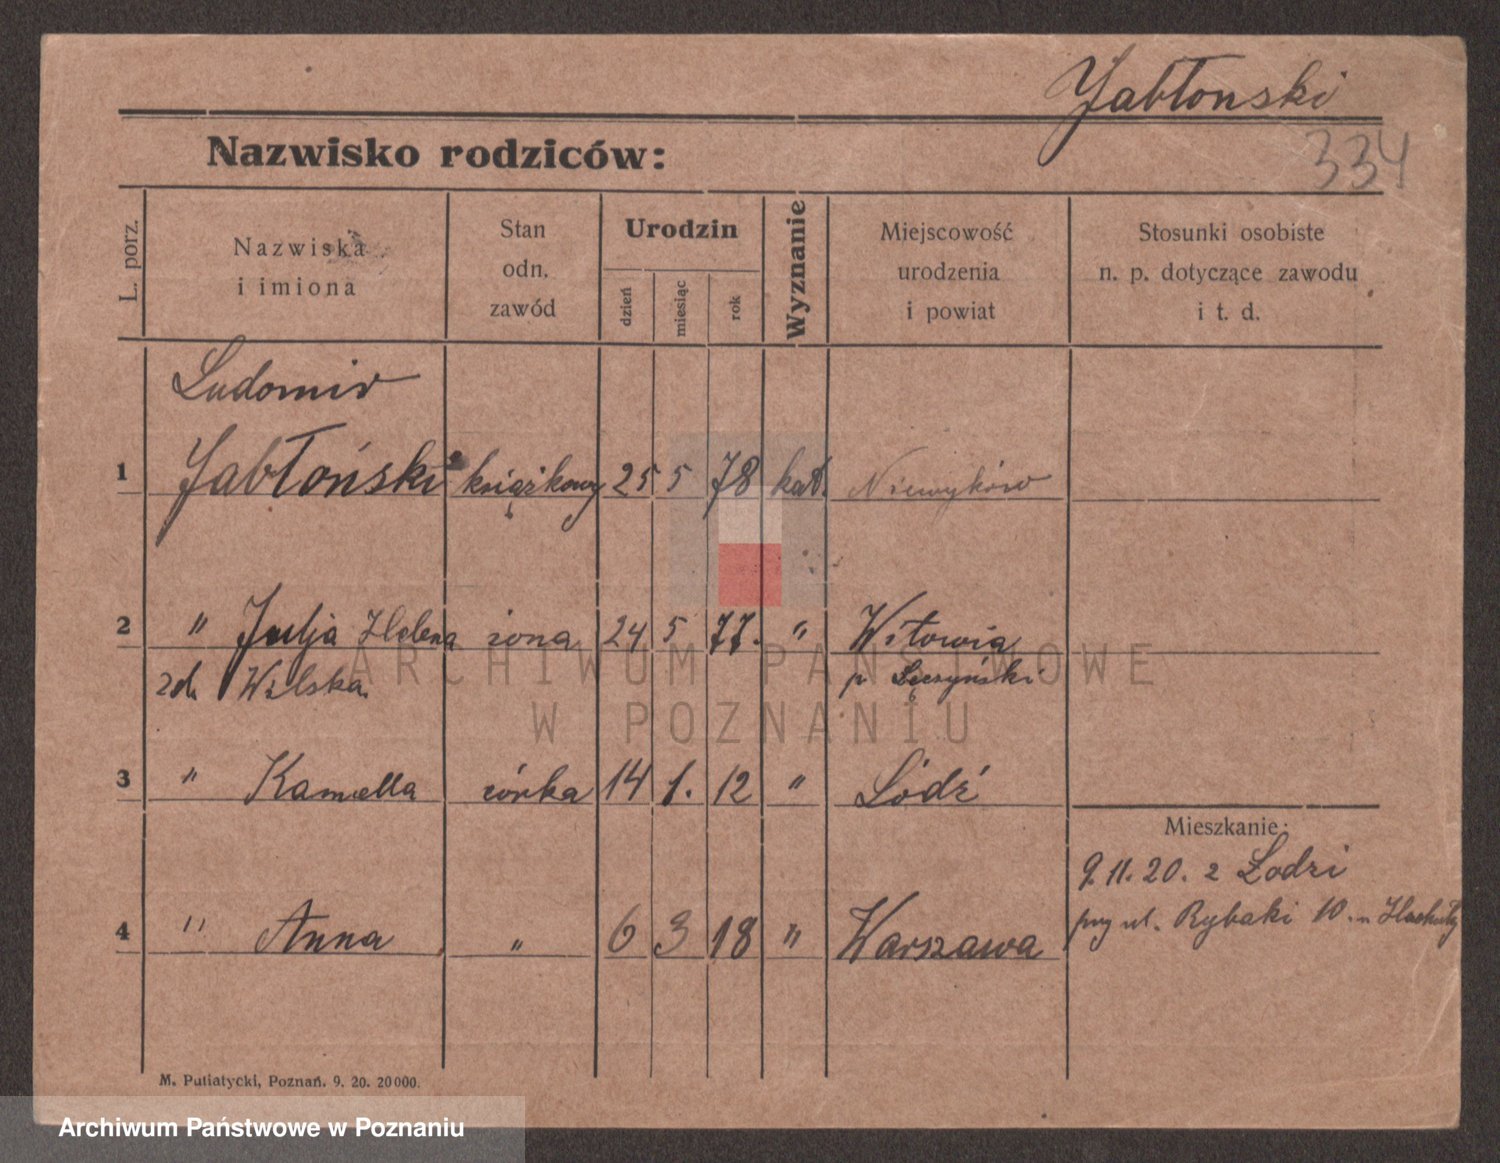 Jabłonski
334
Nazwisko rodziców:
L. porz.
Nazwiska
i imiona
Stan
odn.
zawód
Urodzin
dzień
miesiąc
rok
Wyznanie
Miejscowość
urodzenia
i powiat
Stosunki osobiste
n. p. dotyczące zawodu
i t. d.
Ludomir
1 Jabłoński książkowy 25 5 78 kat.
2 " Julja Helena żona 24 5 77. " Witowia
zd. Wilska p Łęczyński
3 " Kamella córka 14 1. 12 " Łódź
Mieszkanie:
9.11.20. z Łodzi
przy ul. Rybaki 10.
4 " Anna " 6 3 18 " Warszawa
M. Putiatycki, Poznań. 9. 20. 20000.
ARCHIWUM PAŃSTWOWE
W POZNANIU
Archiwum Państwowe w Poznaniu